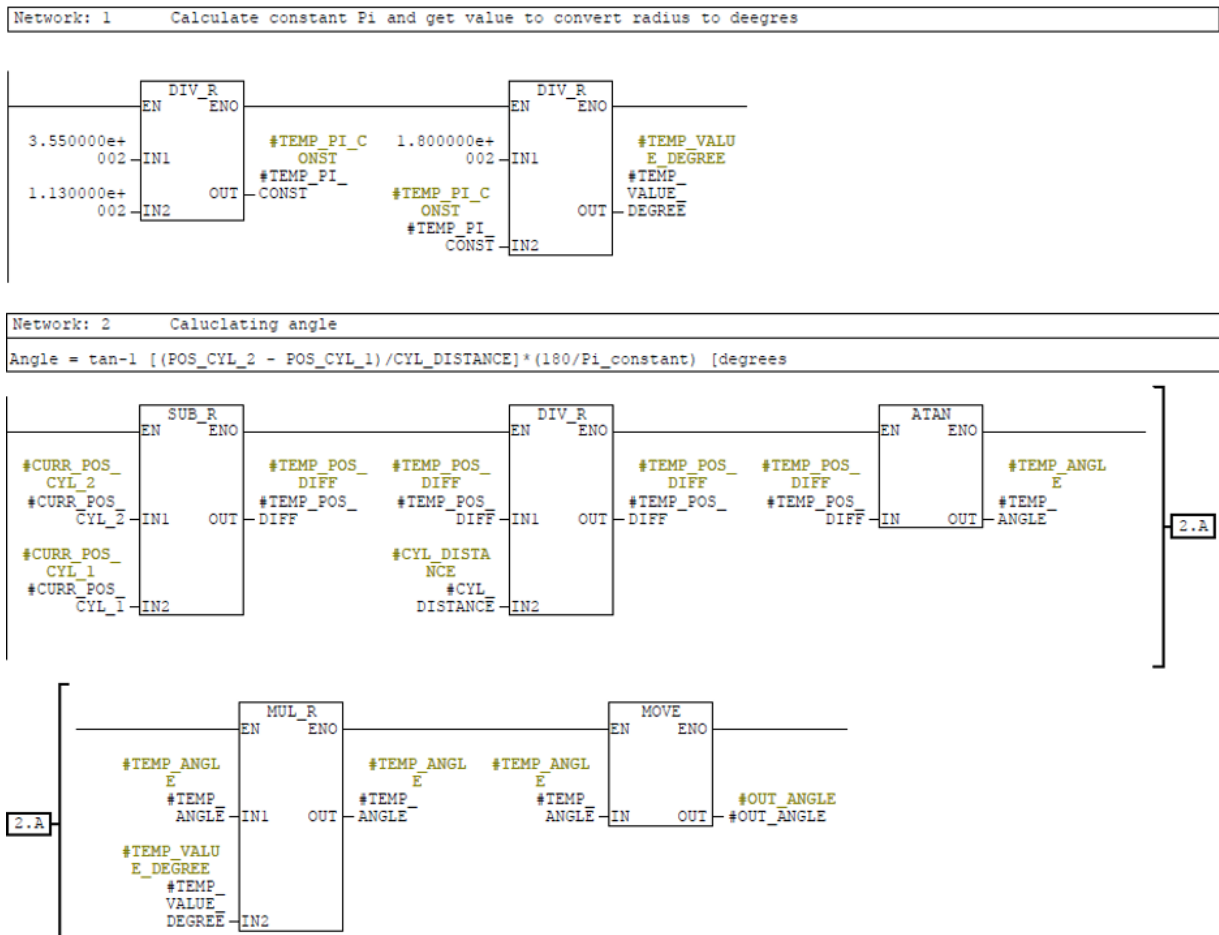 Network: 1 Calculate constant Pi and get value to convert radius to deegres
DIV_R
EN ENO
3.550000e+
002 IN1
1.130000e+
002 IN2
OUT
#TEMP_PI_C
ONST
#TEMP_PI_
CONST
DIV_R
EN ENO
1.800000e+
002 IN1
#TEMP_PI_C
ONST
#TEMP_PI_
CONST IN2
OUT
#TEMP_VALU
E_DEGREE
#TEMP_
VALUE_
DEGREE
Network: 2 Caluclating angle
Angle = tan-1 [(POS_CYL_2 - POS_CYL_1)/CYL_DISTANCE]*(180/Pi_constant) [degrees
SUB_R
EN ENO
#CURR_POS_
CYL_2
#CURR_POS_
CYL_2 IN1
#CURR_POS_
CYL_1
#CURR_POS_
CYL_1 IN2
OUT
#TEMP_POS_
DIFF
#TEMP_POS_
DIFF
DIV_R
EN ENO
#TEMP_POS_
DIFF
#TEMP_POS_
DIFF IN1
#CYL_DISTA
NCE
#CYL_
DISTANCE IN2
OUT
#TEMP_POS_
DIFF
#TEMP_POS_
DIFF
ATAN
EN ENO
#TEMP_POS_
DIFF
#TEMP_POS_
DIFF IN
OUT
#TEMP_ANGL
E
#TEMP_
ANGLE
2.A
2.A
MUL_R
EN ENO
#TEMP_ANGL
E
#TEMP_
ANGLE IN1
#TEMP_VALU
E_DEGREE
#TEMP_
VALUE_
DEGREE IN2
OUT
#TEMP_ANGL
E
#TEMP_
ANGLE
MOVE
EN ENO
#TEMP_ANGL
E
#TEMP_
ANGLE IN
OUT
#OUT_ANGLE
#OUT_ANGLE